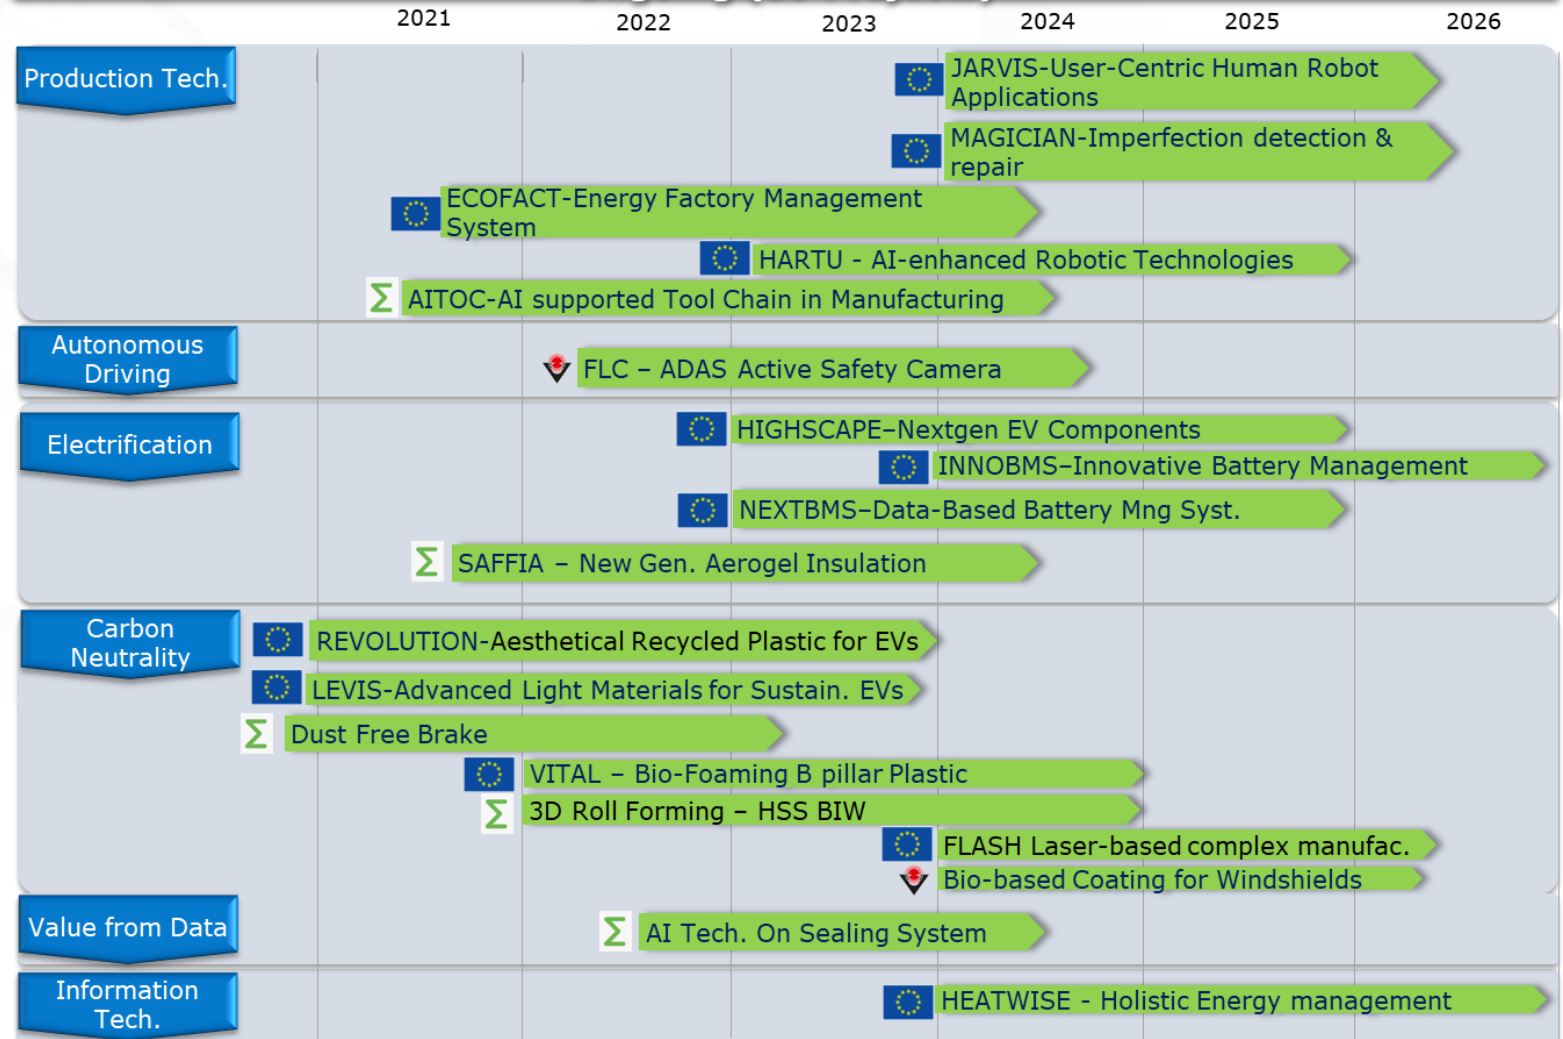 2021
2022
2023
2024
2025
2026
Production Tech.
JARVIS-User-Centric Human Robot
Applications
MAGICIAN-Imperfection detection &
repair
ECOFACT-Energy Factory Management
System
HARTU - AI-enhanced Robotic Technologies
Σ AITOC-AI supported Tool Chain in Manufacturing
Autonomous
Driving
FLC – ADAS Active Safety Camera
Electrification
HIGHSCAPE–Nextgen EV Components
INNOBMS–Innovative Battery Management
NEXTBMS–Data-Based Battery Mng Syst.
Σ SAFFIA – New Gen. Aerogel Insulation
Carbon
Neutrality
REVOLUTION-Aesthetical Recycled Plastic for EVs
LEVIS-Advanced Light Materials for Sustain. EVs
Σ Dust Free Brake
VITAL – Bio-Foaming B pillar Plastic
Σ 3D Roll Forming – HSS BIW
FLASH Laser-based complex manufac.
Bio-based Coating for Windshields
Value from Data
Σ AI Tech. On Sealing System
Information
Tech.
HEATWISE - Holistic Energy management